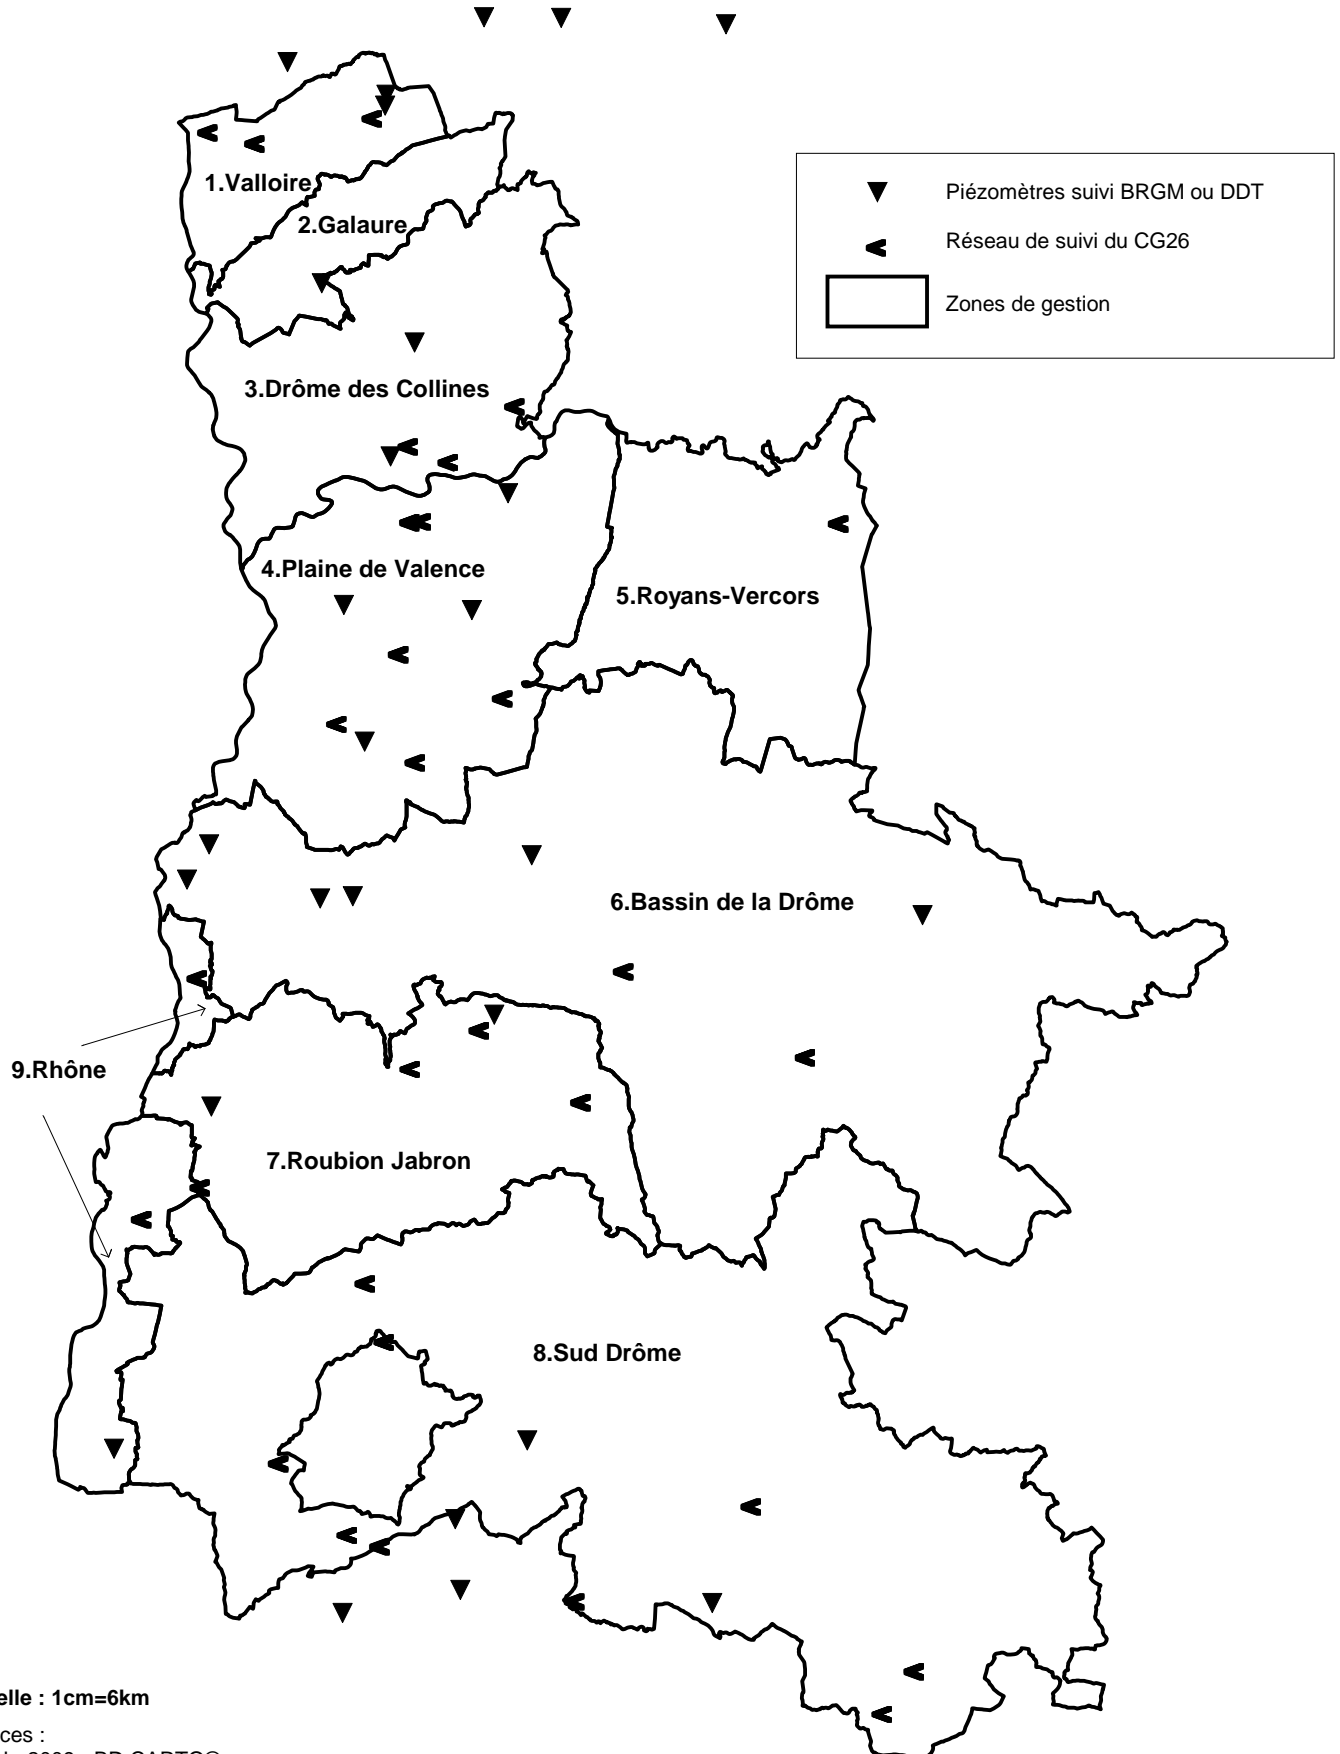 Piézomètres suivi BRGM ou DDT
Réseau de suivi du CG26
Zones de gestion
1.Valloire
2.Galaure
3.Drôme des Collines
4.Plaine de Valence
5.Royans-Vercors
6.Bassin de la Drôme
9.Rhône
7.Roubion Jabron
8.Sud Drôme
elle : 1cm=6km
ces :